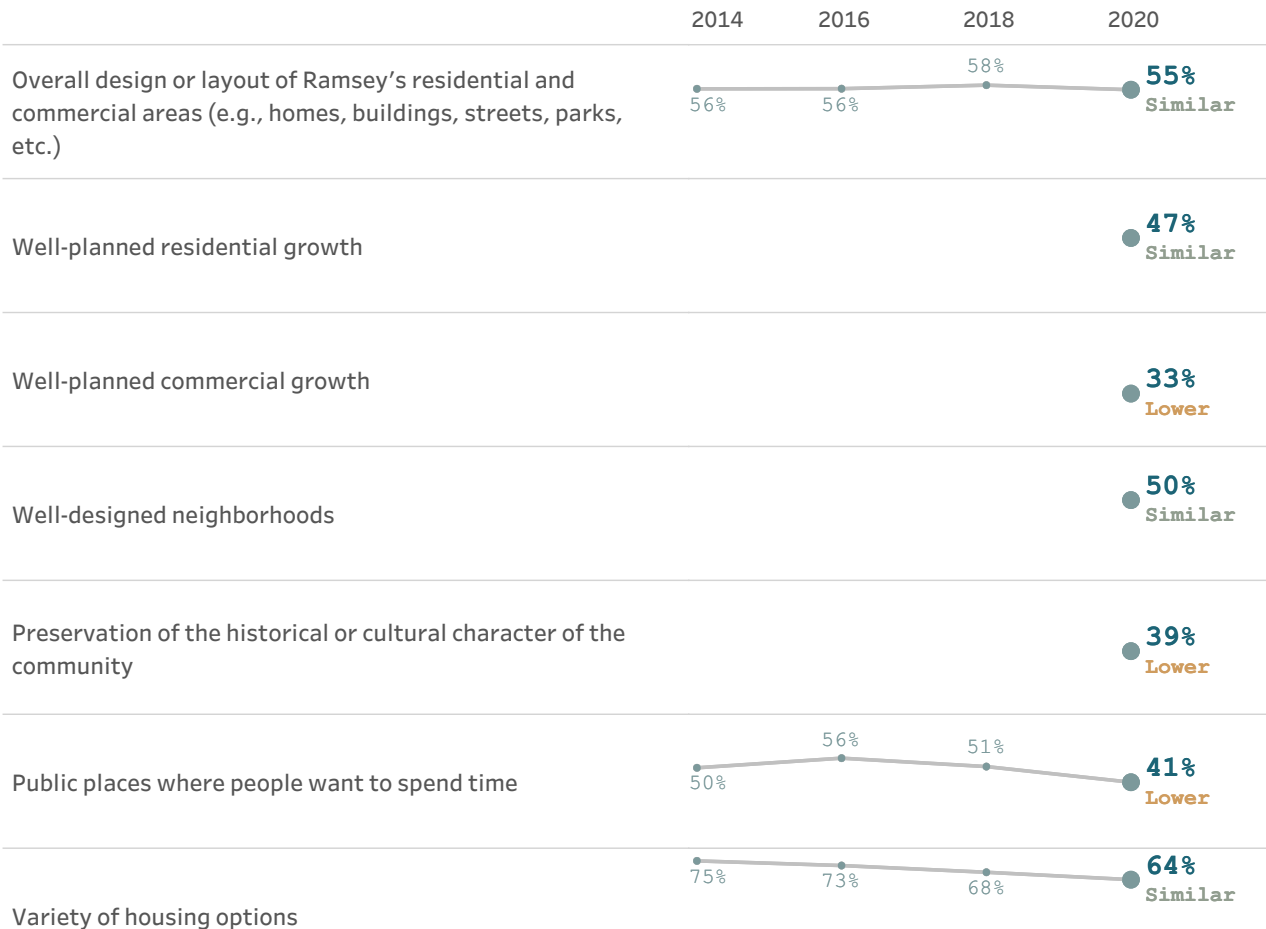 2014 2016 2018 2020
Overall design or layout of Ramsey's residential and
commercial areas (e.g., homes, buildings, streets, parks,
etc.)
56% 56% 58% 55%
Similar
Well-planned residential growth
47%
Similar
Well-planned commercial growth
33%
Lower
Well-designed neighborhoods
50%
Similar
Preservation of the historical or cultural character of the
community
39%
Lower
Public places where people want to spend time
50% 56% 51% 41%
Lower
Variety of housing options
75% 73% 68% 64%
Similar